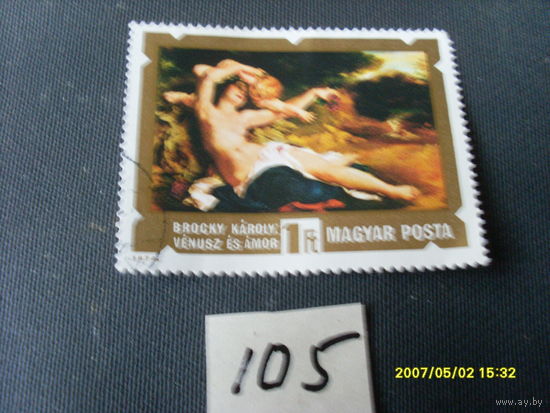 BROCKY KÁROLY:
VÉNUSZ ÉS ÁMOR
1 Ft MAGYAR POSTA
105
2007/05/02 15:32
www.ay.by